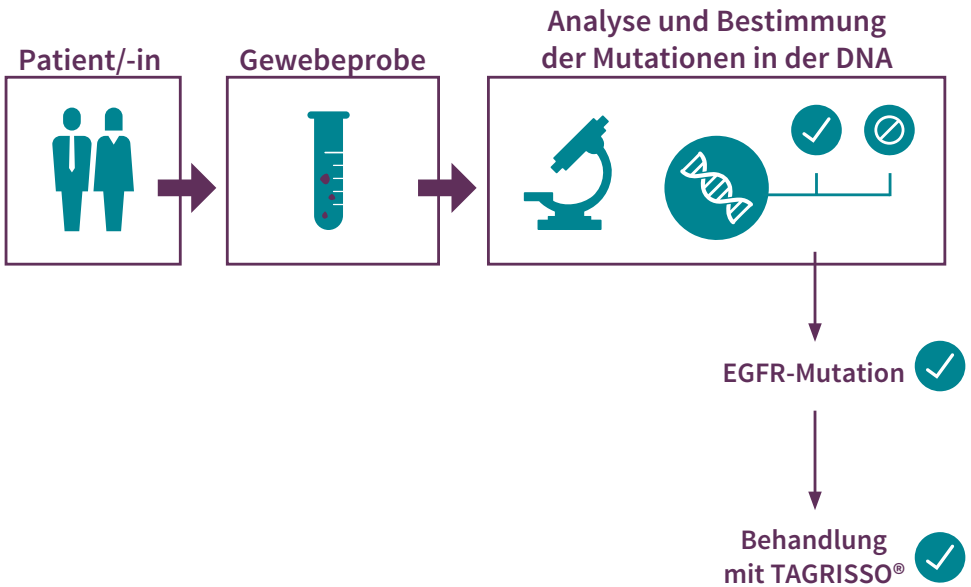 Patient/-in
Gewebeprobe
Analyse und Bestimmung
der Mutationen in der DNA
EGFR-Mutation
Behandlung
mit TAGRISSO®